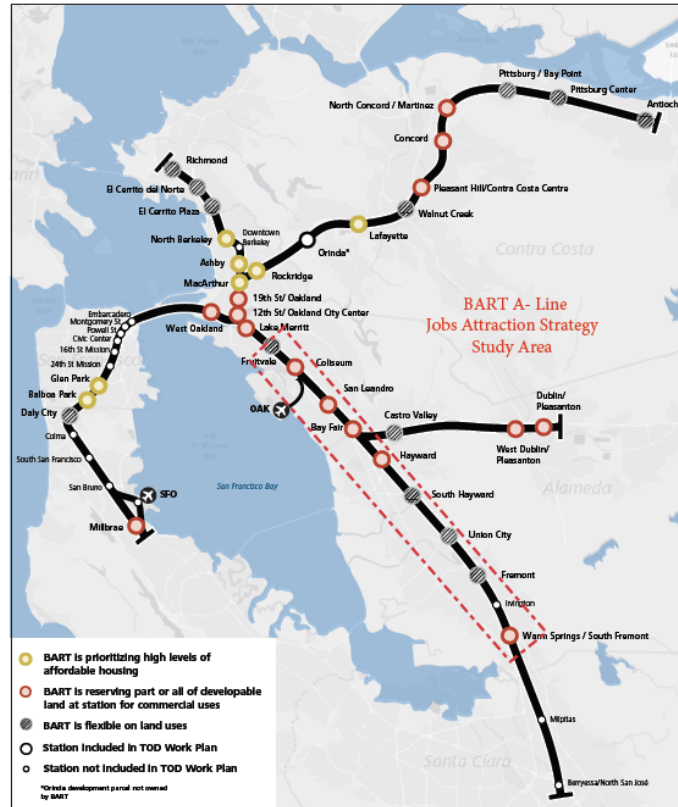 Pittsburg / Bay Point
Pittsburg Center
Antioch
North Concord / Martinez
Concord
Richmond
El Cerrito del Norte
Pleasant Hill/Contra Costa Centre
El Cerrito Plaza
Walnut Creek
Downtown
Berkeley
North Berkeley
Lafayette
Orinda*
Contra Costa
Ashby
Rockridge
MacArthur
19th St/ Oakland
BART A- Line
Jobs Attraction Strategy
Study Area
Embarcadero
12th St/ Oakland City Center
Montgomery St.
West Oakland
Lake Merritt
Powell St.
Civic Center
16th St Mission
Fruitvale
Coliseum
24th St Mission
Glen Park
San Leandro
Balboa Park
OAK
Castro Valley
Dublin/
Pleasanton
Daly City
Bay Fair
Colma
Hayward
West Dublin/
Pleasanton
South San Francisco
San Bruno
SFO
San Francisco Bay
South Hayward
Alameda
Millbrae
Union City
Fremont
Irvington
Warm Springs / South Fremont
BART is prioritizing high levels of
affordable housing
BART is reserving part or all of developable
land at station for commercial uses
BART is flexible on land uses
Station included in TOD Work Plan
Station not included in TOD Work Plan
*Orinda development parcel not owned
by BART
Milpitas
Santa Clara
Berryessa/North San José